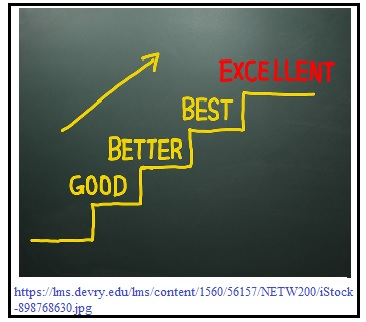 EXCELLENT
BEST
BETTER
GOOD
https://lms.devry.edu/lms/content/1560/56157/NETW200/iStock
-898768630.jpg